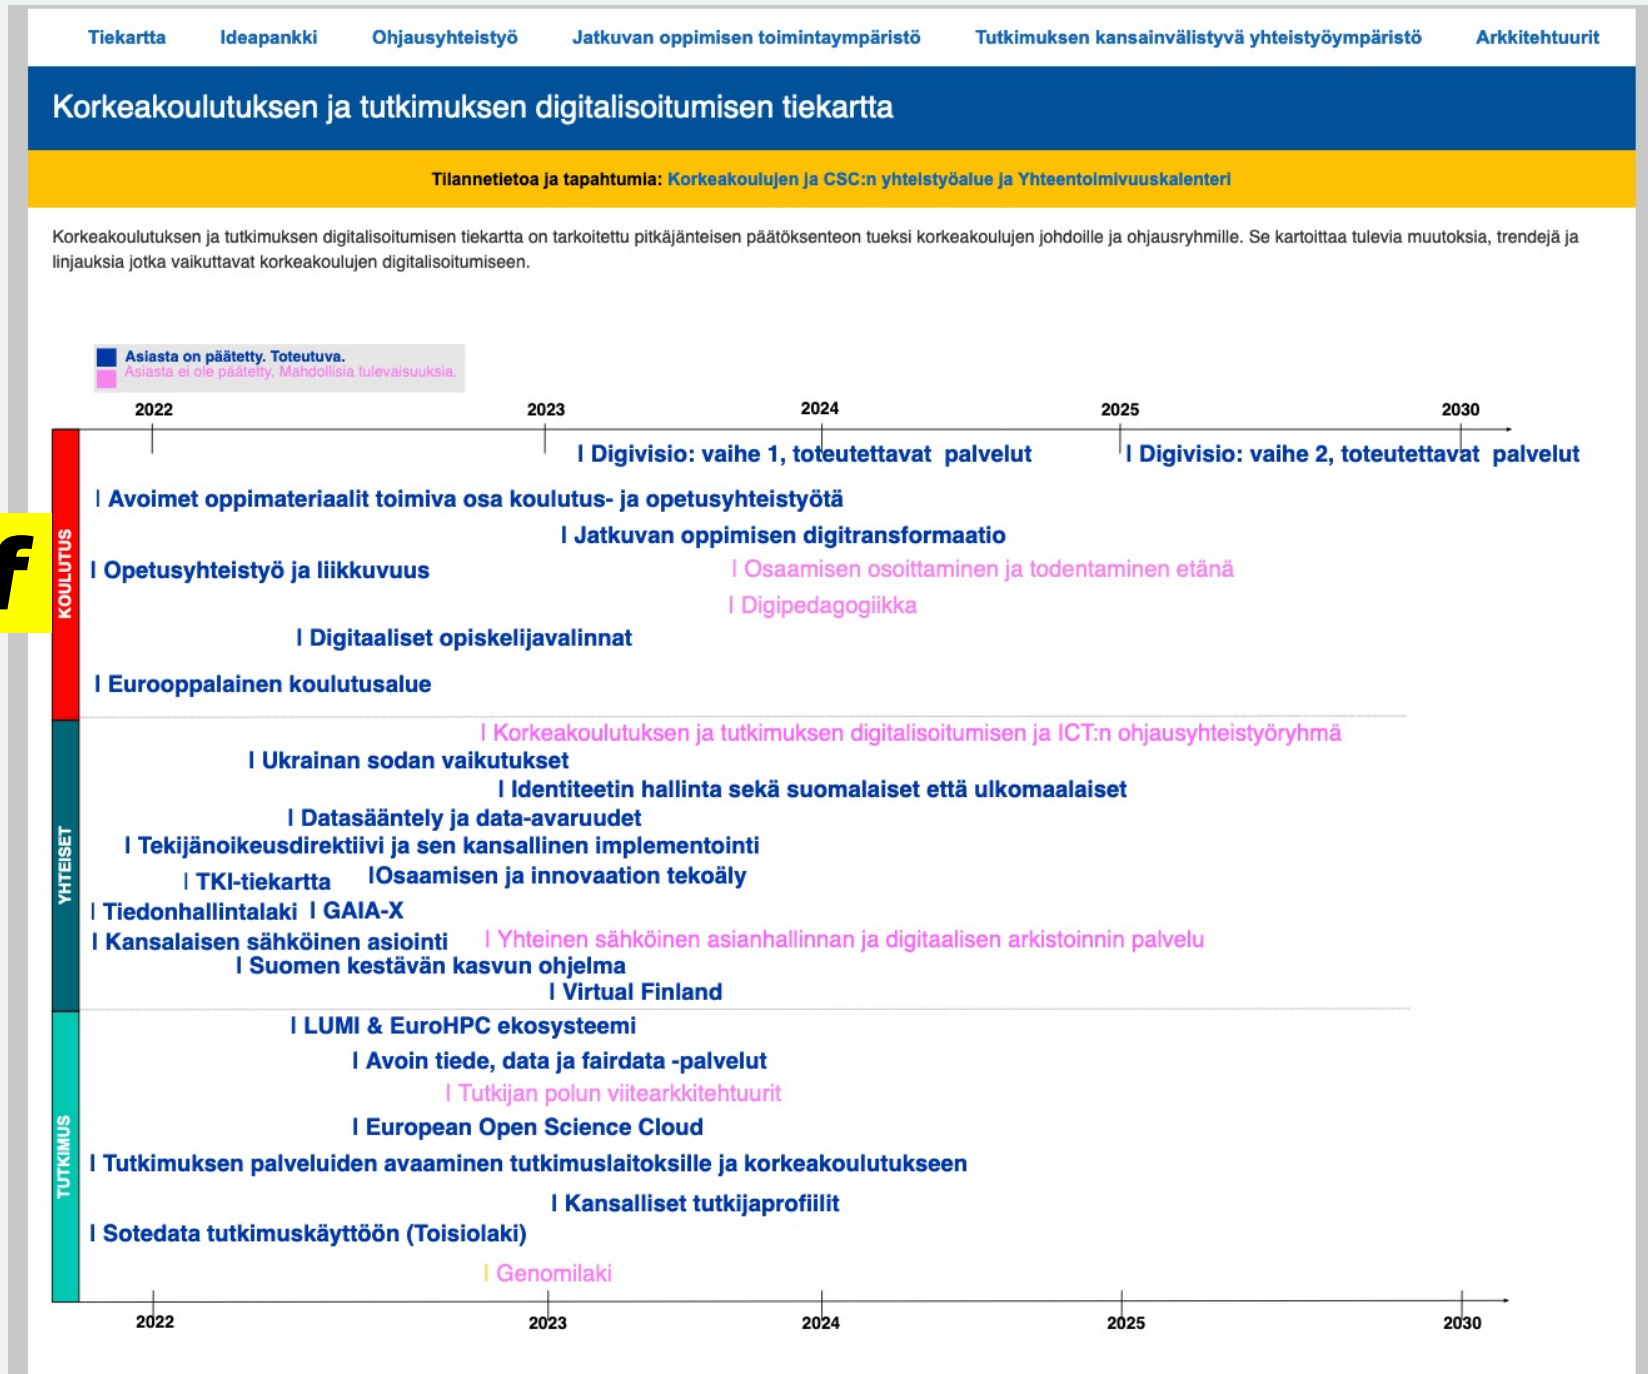 Tiekartta Ideapankki Ohjausyhteistyö Jatkuvan oppimisen toimintaympäristö Tutkimuksen kansainvälistyvä yhteistyöympäristö Arkkitehtuurit
Korkeakoulutuksen ja tutkimuksen digitalisoitumisen tiekartta
Tilannetietoa ja tapahtumia: Korkeakoulujen ja CSC:n yhteistyöalue ja Yhteentoimivuuskalenteri
Korkeakoulutuksen ja tutkimuksen digitalisoitumisen tiekartta on tarkoitettu pitkäjänteisen päätöksenteon tueksi korkeakoulujen johdoille ja ohjausryhmille. Se kartoittaa tulevia muutoksia, trendejä ja
linjauksia jotka vaikuttavat korkeakoulujen digitalisoitumiseen.
Asiasta on päätetty. Toteutuva.
Asiasta ei ole päätetty. Mahdollisia tulevaisuuksia.
2022 2023 2024 2025 2030
f
KOULUTUS
I Digivisio: vaihe 1, toteutettavat palvelut I Digivisio: vaihe 2, toteutettavat palvelut
I Avoimet oppimateriaalit toimiva osa koulutus- ja opetusyhteistyötä
I Jatkuvan oppimisen digitransformaatio
I Opetusyhteistyö ja liikkuvuus I Osaamisen osoittaminen ja todentaminen etänä
I Digipedagogiikka
I Digitaaliset opiskelijavalinnat
I Eurooppalainen koulutusalue
YHTEISET
I Korkeakoulutuksen ja tutkimuksen digitalisoitumisen ja ICT:n ohjausyhteistyöryhmä
I Ukrainan sodan vaikutukset
I Identiteetin hallinta sekä suomalaiset että ulkomaalaiset
I Datasääntely ja data-avaruudet
I Tekijänoikeusdirektiivi ja sen kansallinen implementointi
I TKI-tiekartta IOsaamisen ja innovaation tekoäly
I Tiedonhallintalaki I GAIA-X
I Kansalaisen sähköinen asiointi I Yhteinen sähköinen asianhallinnan ja digitaalisen arkistoinnin palvelu
I Suomen kestävän kasvun ohjelma
I Virtual Finland
TUTKIMUS
I LUMI & EuroHPC ekosysteemi
I Avoin tiede, data ja fairdata -palvelut
I Tutkijan polun viitearkkitehtuurit
I European Open Science Cloud
I Tutkimuksen palveluiden avaaminen tutkimuslaitoksille ja korkeakoulutukseen
I Kansalliset tutkijaprofiilit
I Sotedata tutkimuskäyttöön (Toisiolaki)
I Genomilaki
2022 2023 2024 2025 2030